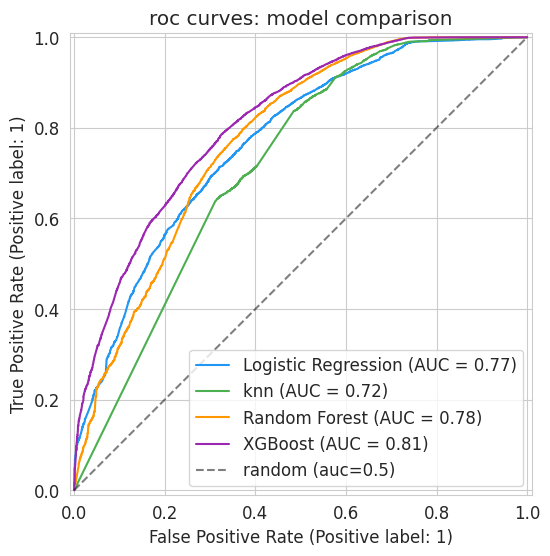 roc curves: model comparison
True Positive Rate (Positive label: 1)
1.0
0.8
0.6
0.4
0.2
0.0
Logistic Regression (AUC = 0.77)
knn (AUC = 0.72)
Random Forest (AUC = 0.78)
XGBoost (AUC = 0.81)
random (auc=0.5)
0.0 0.2 0.4 0.6 0.8 1.0
False Positive Rate (Positive label: 1)